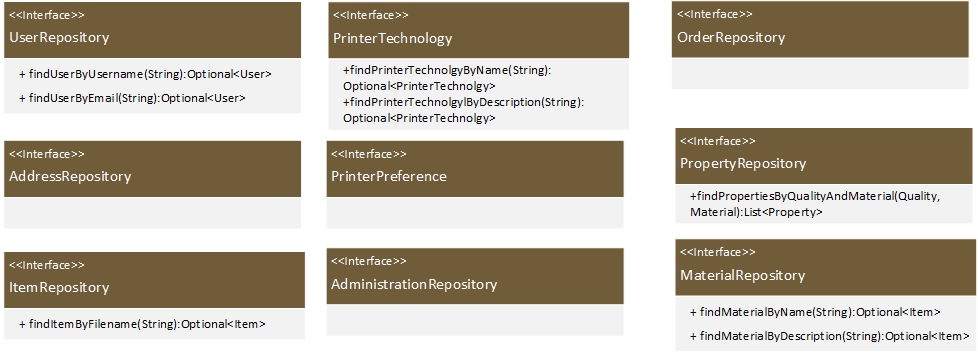 <<Interface>>
UserRepository
+ findUserByUsername(String):Optional<User>
+ findUserByEmail(String):Optional<User>
<<Interface>>
PrinterTechnology
+findPrinterTechnolgyByName(String):
Optional<PrinterTechnolgy>
+findPrinterTechnolgylByDescription(String):
Optional<PrinterTechnolgy>
<<Interface>>
OrderRepository
<<Interface>>
AddressRepository
<<Interface>>
PrinterPreference
<<Interface>>
PropertyRepository
+findPropertiesByQualityAndMaterial(Quality,
Material):List<Property>
<<Interface>>
ItemRepository
+ findItemByFilename(String):Optional<Item>
<<Interface>>
AdministrationRepository
<<Interface>>
MaterialRepository
+ findMaterialByName(String):Optional<Item>
+ findMaterialByDescription(String):Optional<Item>